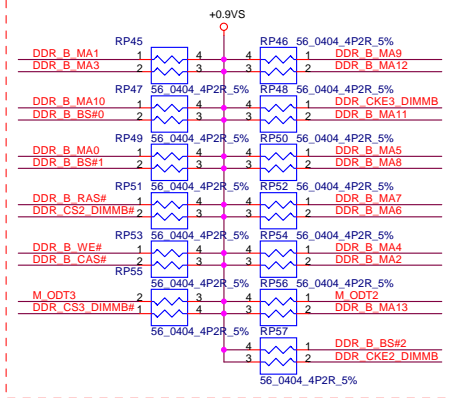 +0.9VS
RP45 RP46 56_0404_4P2R_5%
DDR_B_MA1 1 4 4 1 DDR_B_MA9
DDR_B_MA3 2 3 3 2 DDR_B_MA12
RP47 56_0404_4P2R_5% RP48 56_0404_4P2R_5%
DDR_B_MA10 1 4 4 1 DDR_CKE3_DIMMB
DDR_B_BS#0 2 3 3 2 DDR_B_MA11
RP49 56_0404_4P2R_5% RP50 56_0404_4P2R_5%
DDR_B_MA0 1 4 4 1 DDR_B_MA5
DDR_B_BS#1 2 3 3 2 DDR_B_MA8
RP51 56_0404_4P2R_5% RP52 56_0404_4P2R_5%
DDR_B_RAS# 1 4 4 1 DDR_B_MA7
DDR_CS2_DIMMB# 2 3 3 2 DDR_B_MA6
RP53 56_0404_4P2R_5% RP54 56_0404_4P2R_5%
DDR_B_WE# 1 4 4 1 DDR_B_MA4
DDR_B_CAS# 2 3 3 2 DDR_B_MA2
RP55 56_0404_4P2R_5% RP56 56_0404_4P2R_5%
M_ODT3 2 3 4 1 M_ODT2
DDR_CS3_DIMMB# 1 4 3 2 DDR_B_MA13
56_0404_4P2R_5% RP57
4 1 DDR_B_BS#2
3 2 DDR_CKE2_DIMMB
56_0404_4P2R_5%